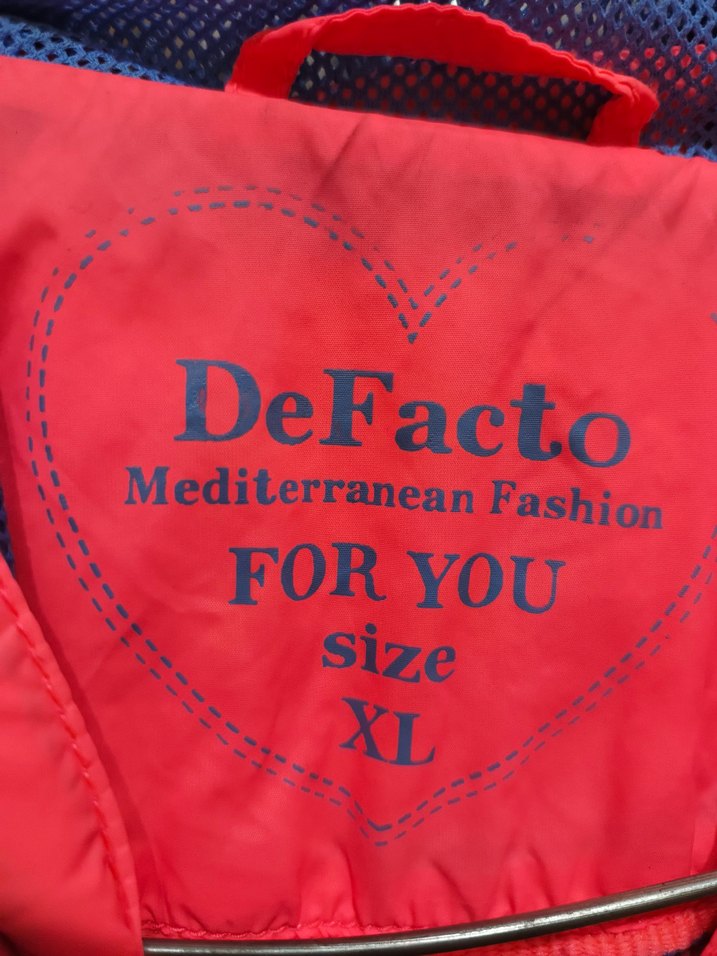 DeFacto
Mediterranean Fashion
FOR YOU
size
XL